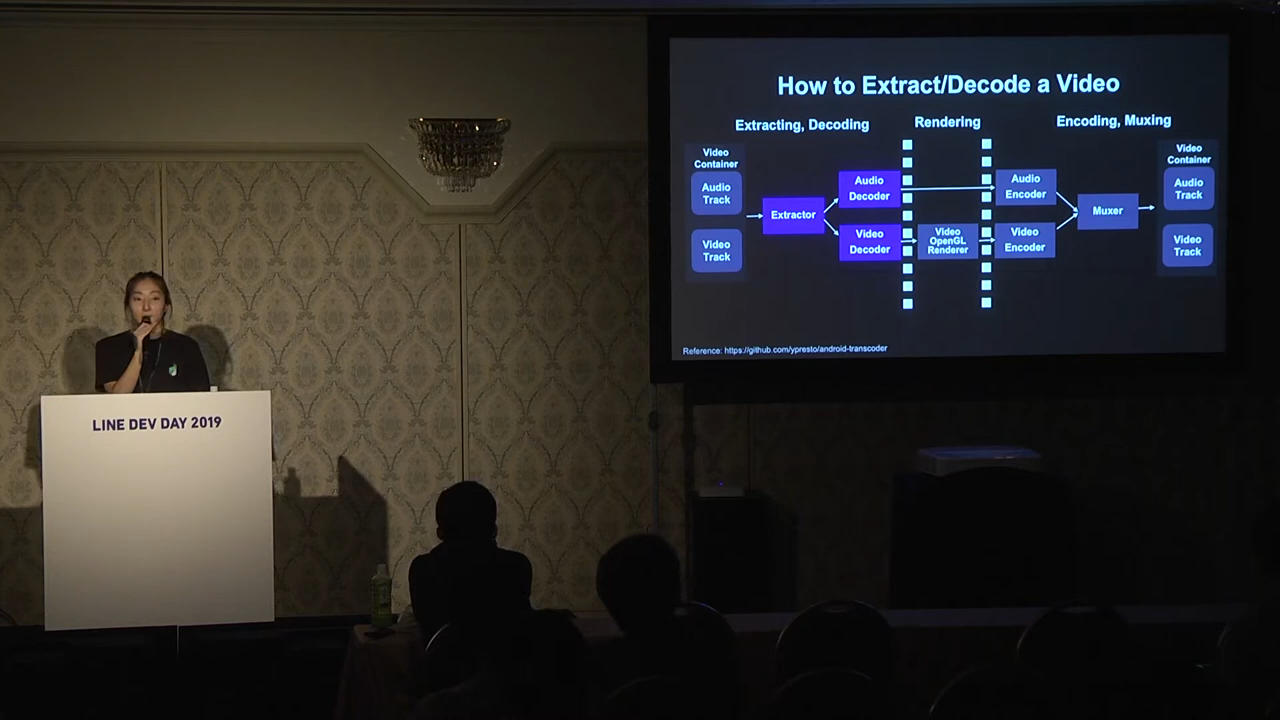 How to Extract/Decode a Video
Extracting, Decoding
Rendering
Encoding, Muxing
Video
Container
Audio
Track
Video
Track
Extractor
Audio
Decoder
Video
Decoder
Video
OpenGL
Renderer
Audio
Encoder
Video
Encoder
Muxer
Video
Container
Audio
Track
Video
Track
Reference: https://github.com/ypresto/android-transcoder
LINE DEV DAY 2019